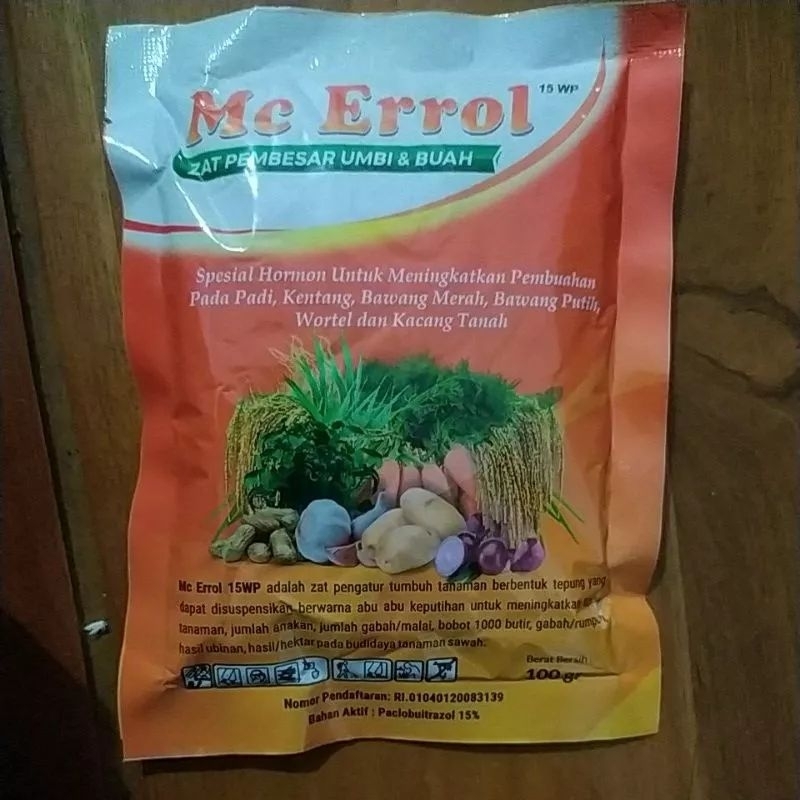 Mc Errol 15 WP
ZAT PEMBESAR UMBI & BUAH
Spesial Hormon Untuk Meningkatkan Pembuahan
Pada Padi, Kentang, Bawang Merah, Bawang Putih,
Wortel dan Kacang Tanah
Mc Errol 15WP adalah zat pengatur tumbuh tanaman berbentuk tepung yang
dapat disuspensikan berwarna abu abu keputihan untuk meningkatkan
tanaman, jumlah anakan, jumlah gabah/malai, bobot 1000 butir, gabah/rumpun,
hasil ubinan, hasil/hektar pada budidaya tanaman sawah.
Berat Bersih
100 gr
Nomor Pendaftaran: RI.01040120083139
Bahan Aktif : Paclobuitrazol 15%